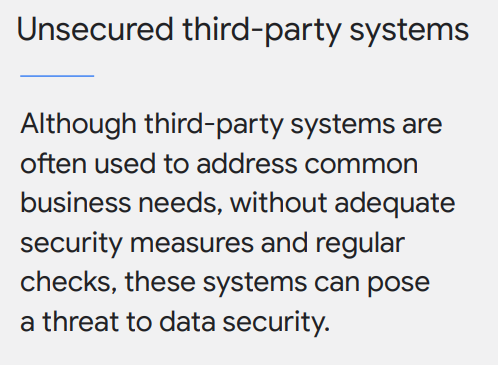 Unsecured third-party systems
Although third-party systems are
often used to address common
business needs, without adequate
security measures and regular
checks, these systems can pose
a threat to data security.